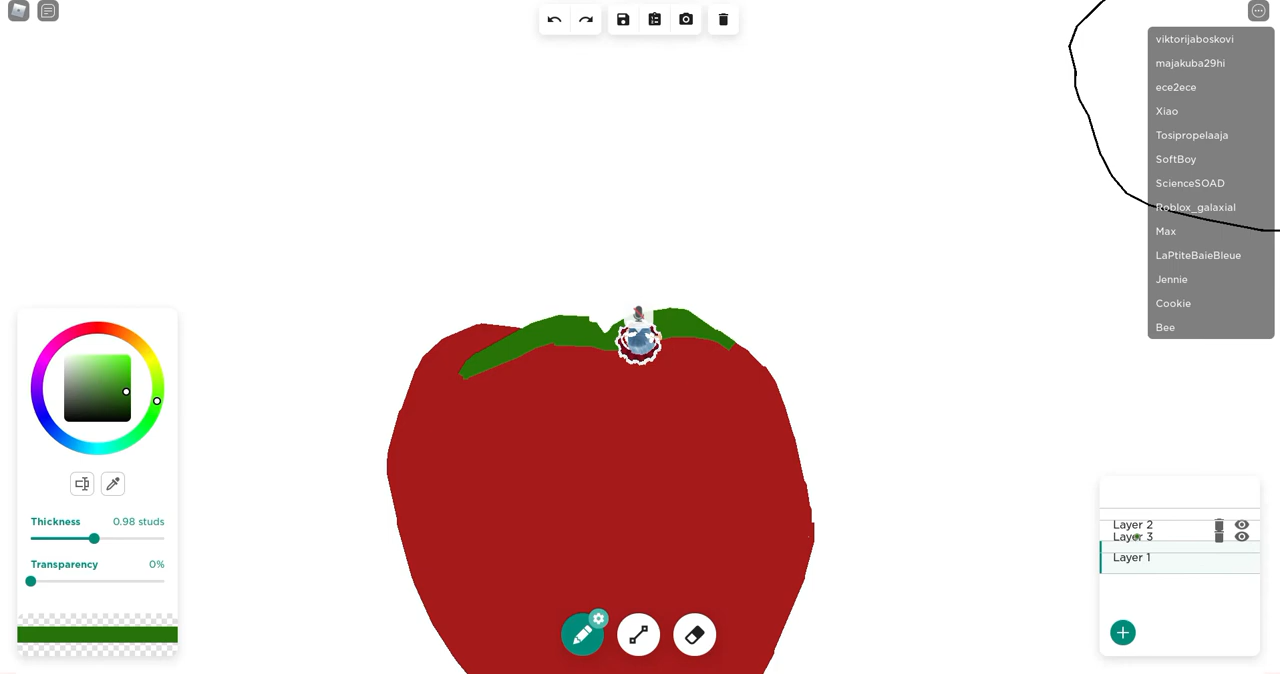 viktorijaboskovi
majakuba29hi
ece2ece
Xiao
Tosipropelaaja
SoftBoy
ScienceSOAD
Roblox_galaxial
Max
LaPtiteBaieBleue
Jennie
Cookie
Bee
Thickness 0.98 studs
Transparency 0%
Layer 2
Layer 3
Layer 1